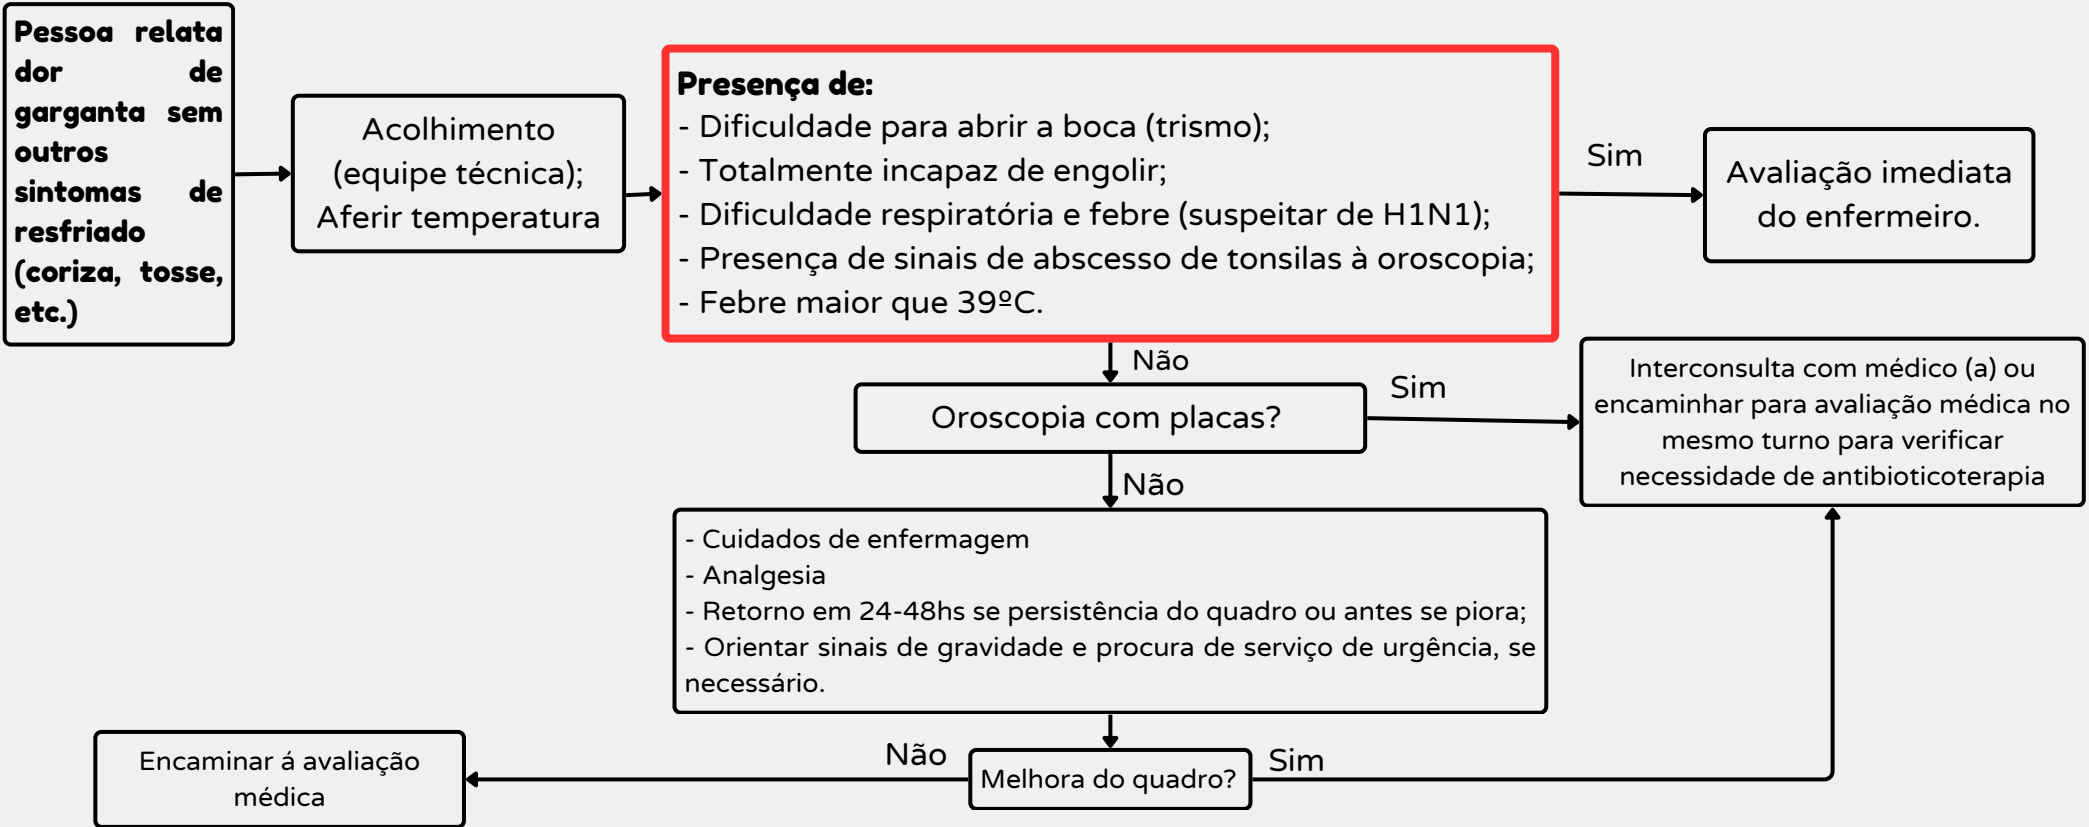 Pessoa relata
dor de
garganta sem
outros
sintomas de
resfriado
(coriza, tosse,
etc.)
Acolhimento
(equipe técnica);
Aferir temperatura
Presença de:
- Dificuldade para abrir a boca (trismo);
- Totalmente incapaz de engolir;
- Dificuldade respiratória e febre (suspeitar de H1N1);
- Presença de sinais de abscesso de tonsilas à oroscopia;
- Febre maior que 39ºC.
Sim
Avaliação imediata
do enfermeiro.
Não
Oroscopia com placas?
Sim
Interconsulta com médico (a) ou
encaminhar para avaliação médica no
mesmo turno para verificar
necessidade de antibioticoterapia
Não
- Cuidados de enfermagem
- Analgesia
- Retorno em 24-48hs se persistência do quadro ou antes se piora;
- Orientar sinais de gravidade e procura de serviço de urgência, se
necessário.
Melhora do quadro?
Não
Sim
Encaminar á avaliação
médica